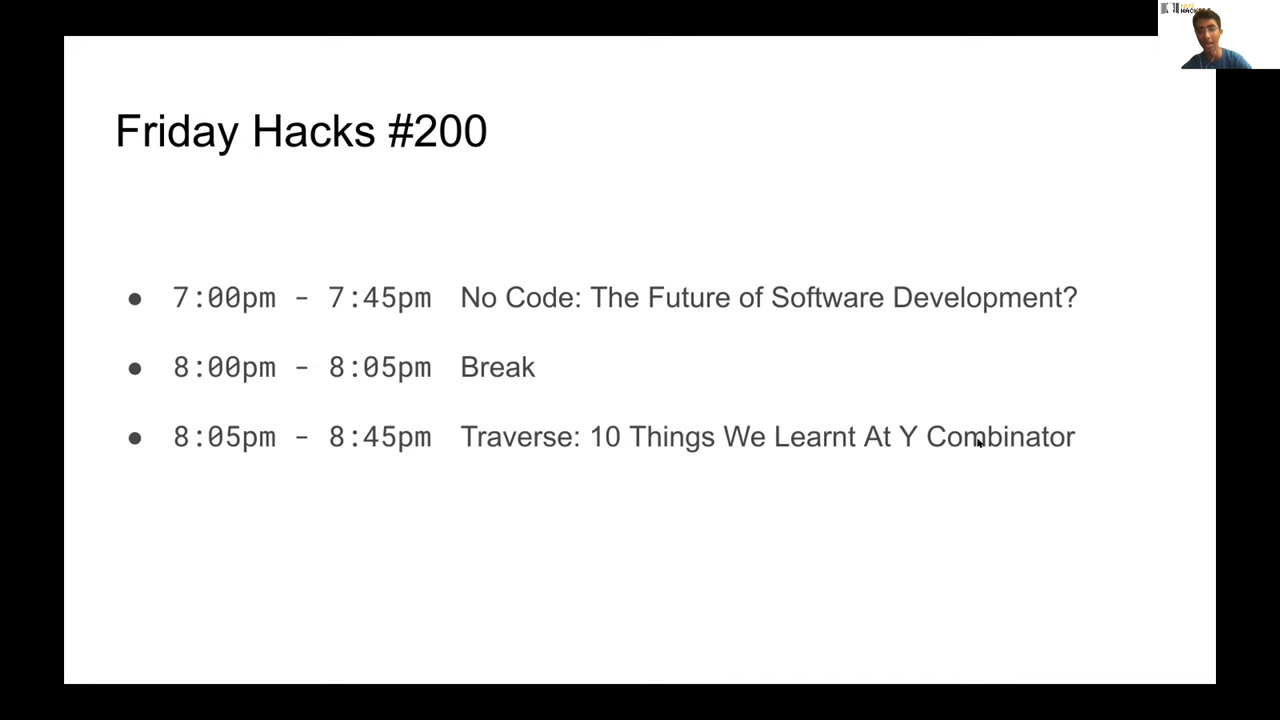 Friday Hacks #200
● 7:00pm - 7:45pm No Code: The Future of Software Development?
● 8:00pm - 8:05pm Break
● 8:05pm - 8:45pm Traverse: 10 Things We Learnt At Y Combinator